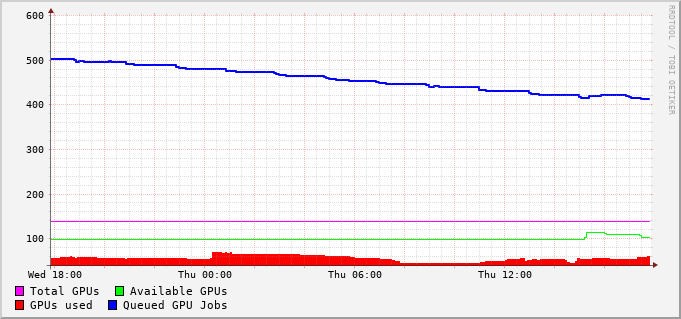 600
500
400
300
200
100
Wed 18:00 Thu 00:00 Thu 06:00 Thu 12:00
Total GPUs Available GPUs
GPUs used Queued GPU Jobs
RRDTOOL / TOBI OETIKER